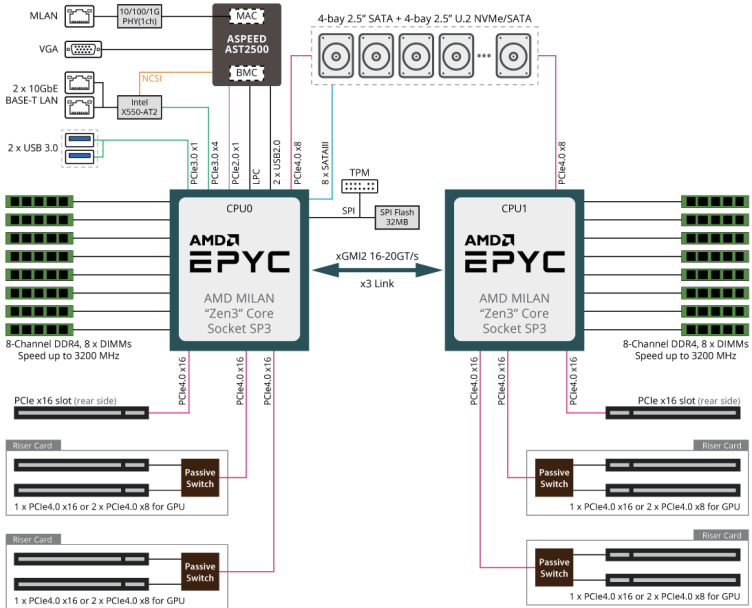 MLAN
10/100/1G
PHY(1ch)
MAC
ASPEED
AST2500
BMC
VGA
NCSI
2 x 10GbE
BASE-T LAN
Intel
X550-AT2
2 x USB 3.0
4-bay 2.5" SATA + 4-bay 2.5" U.2 NVMe/SATA
PCIe3.0 x1
PCIe3.0 x4
PCIe2.0 x1
LPC
2 x USB2.0
PCIe4.0 x8
8 x SATAIII
PCIe4.0 x8
TPM
SPI
SPI Flash
32MB
CPU0
AMD
EPYC
AMD MILAN
“Zen3” Core
Socket SP3
xGMI2 16-20GT/s
x3 Link
CPU1
AMD
EPYC
AMD MILAN
“Zen3” Core
Socket SP3
8-Channel DDR4, 8 x DIMMs
Speed up to 3200 MHz
8-Channel DDR4, 8 x DIMMs
Speed up to 3200 MHz
PCIe4.0 x16
PCIe4.0 x16
PCIe4.0 x16
PCIe4.0 x16
PCIe4.0 x16
PCIe4.0 x16
PCIe x16 slot (rear side)
PCIe x16 slot (rear side)
Riser Card
Passive
Switch
1 x PCIe4.0 x16 or 2 x PCIe4.0 x8 for GPU
Riser Card
Passive
Switch
1 x PCIe4.0 x16 or 2 x PCIe4.0 x8 for GPU
Riser Card
Passive
Switch
1 x PCIe4.0 x16 or 2 x PCIe4.0 x8 for GPU
Riser Card
Passive
Switch
1 x PCIe4.0 x16 or 2 x PCIe4.0 x8 for GPU